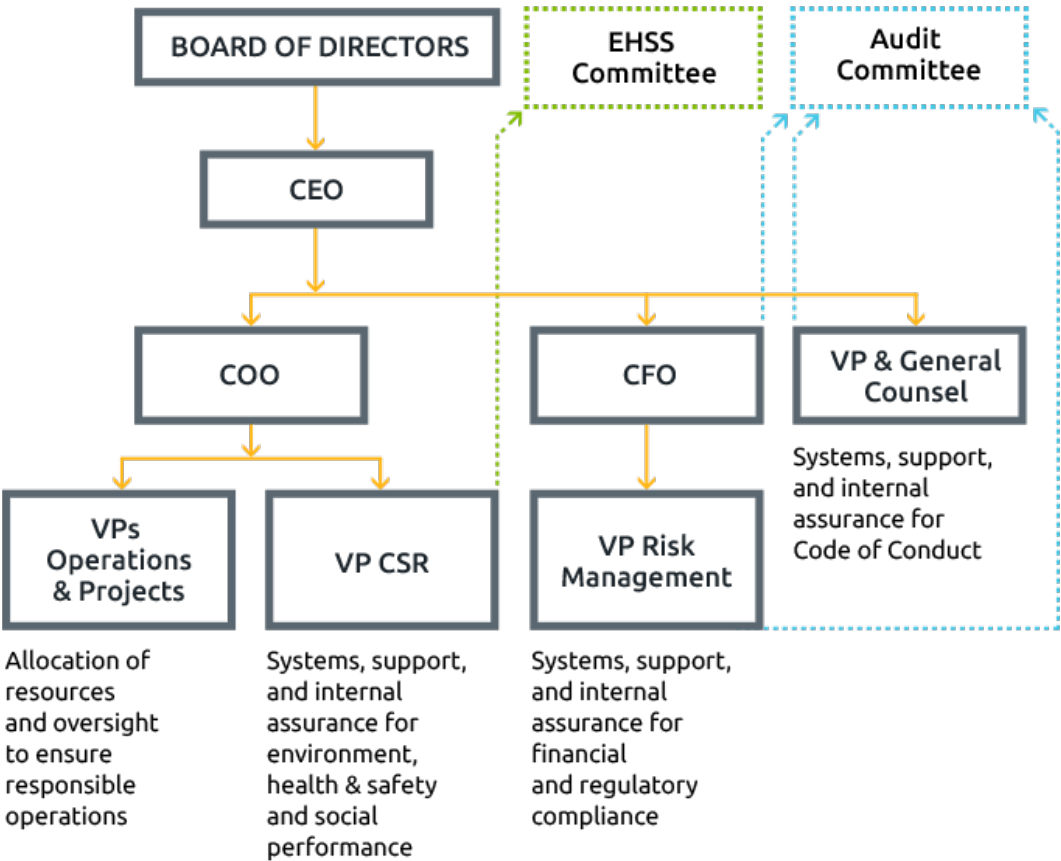 BOARD OF DIRECTORS
EHSS
Committee
Audit
Committee
CEO
COO
CFO
VP & General
Counsel
Systems, support,
and internal
assurance for
Code of Conduct
VPs
Operations
& Projects
VP CSR
VP Risk
Management
Allocation of
resources
and oversight
to ensure
responsible
operations
Systems, support,
and internal
assurance for
environment,
health & safety
and social
performance
Systems, support,
and internal
assurance for
financial
and regulatory
compliance